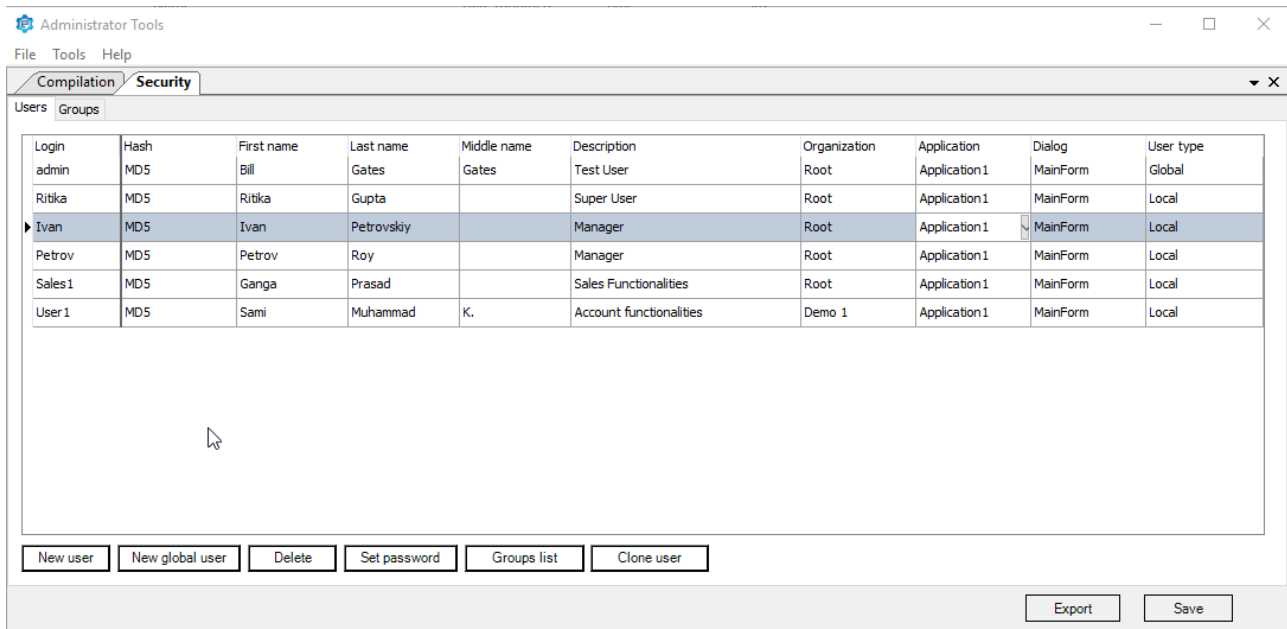 Administrator Tools
File Tools Help
Compilation Security
Users Groups
Login Hash First name Last name Middle name Description Organization Application Dialog User type
admin MD5 Bill Gates Gates Test User Root Application1 MainForm Global
Ritika MD5 Ritika Gupta Super User Root Application1 MainForm Local
Ivan MD5 Ivan Petrovskiy Manager Root Application1 MainForm Local
Petrov MD5 Petrov Roy Manager Root Application1 MainForm Local
Sales1 MD5 Ganga Prasad Sales Functionalities Root Application1 MainForm Local
User1 MD5 Sami Muhammad K. Account functionalities Demo 1 Application1 MainForm Local
New user New global user Delete Set password Groups list Clone user
Export Save